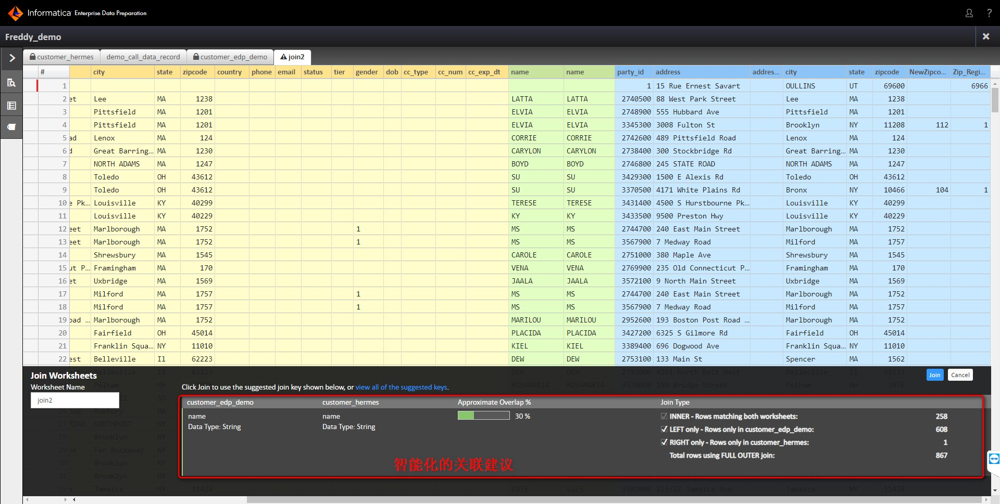 Informatica Enterprise Data Preparation
?
Freddy_demo
customer_hermes demo_call_data_record customer_edp_demo join2
# city state zipcode country phone email status tier gender dob cc_type cc_num cc_exp_dt name name party_id address addres... city state zipcode NewZipco... Zip_Regi...
1 1 15 Rue Ernest Savart OULLINS UT 69600 6966
2 et Lee MA 1238 LATTA LATTA 2740500 88 West Park Street Lee MA 1238
3 Pittsfield MA 1201 ELVIA ELVIA 2748900 555 Hubbard Ave Pittsfield MA 1201
4 Pittsfield MA 1201 ELVIA ELVIA 3345300 3008 Fulton St Brooklyn NY 11208 112 1
5 ad Lenox MA 124 CORRIE CORRIE 2742600 489 Pittsfield Road Lenox MA 124
6 d Great Barring... MA 1230 CARYLON CARYLON 2738400 300 Stockbridge Rd Great Barring... MA 1230
7 NORTH ADAMS MA 1247 BOYD BOYD 2746800 245 STATE ROAD NORTH ADAMS MA 1247
8 Toledo OH 43612 SU SU 3429300 1500 E Alexis Rd Toledo OH 43612
9 Toledo OH 43612 SU SU 3370500 4171 White Plains Rd Bronx NY 10466 104 1
10 e Pk... Louisville KY 40299 TERESE TERESE 3431400 4500 S Hurstbourne Pk... Louisville KY 40299
11 Louisville KY 40229 KY KY 3433500 9500 Preston Hwy Louisville KY 40229
12 eet Marlborough MA 1752 1 MS MS 2744700 240 East Main Street Marlborough MA 1752
13 eet Marlborough MA 1752 1 MS MS 3567900 7 Medway Road Milford MA 1757
14 Shrewsbury MA 1545 CAROLE CAROLE 2751000 380 Maple Ave Shrewsbury MA 1545
15 ut P... Framingham MA 170 VENA VENA 2769900 235 Old Connecticut P... Framingham MA 170
16 et Uxbridge MA 1569 JAALA JAALA 3572100 9 North Main Street Uxbridge MA 1569
17 Milford MA 1757 1 MS MS 2744700 240 East Main Street Marlborough MA 1752
18 Milford MA 1757 1 MS MS 3567900 7 Medway Road Milford MA 1757
19 oad ... Marlborough MA 1752 MARILOU MARILOU 2952600 193 Boston Post Road ... Marlborough MA 1752
20 Fairfield OH 45014 PLACIDA PLACIDA 3427200 6325 S Gilmore Rd Fairfield OH 45014
21 Franklin Squa... NY 11010 KIEL KIEL 3389400 696 Dogwood Ave Franklin Squa... NY 11010
22 est Belleville Il 62223 DEW DEW 2753100 133 Main St Spencer MA 1562
Join Worksheets
Join Cancel
Worksheet Name
join2
Click Join to use the suggested join key shown below, or view all of the suggested keys.
customer_edp_demo customer_hermes Approximate Overlap % Join Type
name name 30 % INNER - Rows matching both worksheets: 258
Data Type: String Data Type: String
LEFT only - Rows only in customer_edp_demo: 608
RIGHT only - Rows only in customer_hermes: 1
Total rows using FULL OUTER join: 867
智能化的关联建议